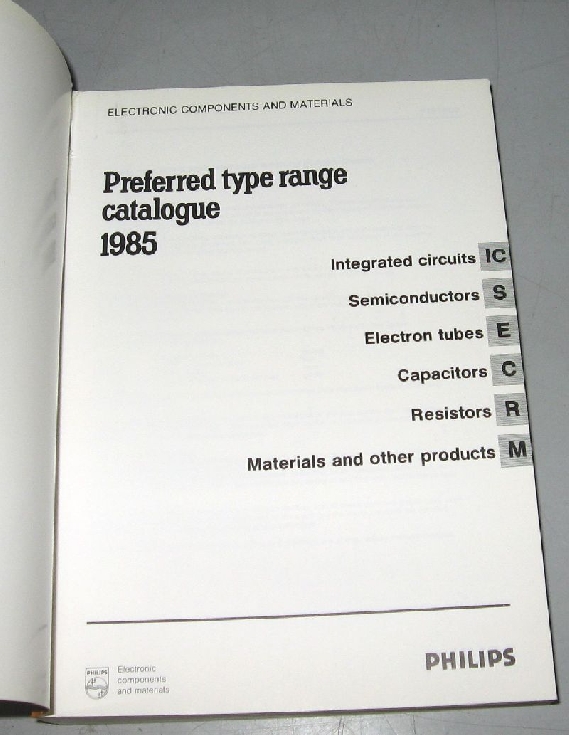 ELECTRONIC COMPONENTS AND MATERIALS
Preferred type range
catalogue
1985
Integrated circuits IC
Semiconductors S
Electron tubes E
Capacitors C
Resistors R
Materials and other products M
PHILIPS
Electronic
components
and materials
PHILIPS